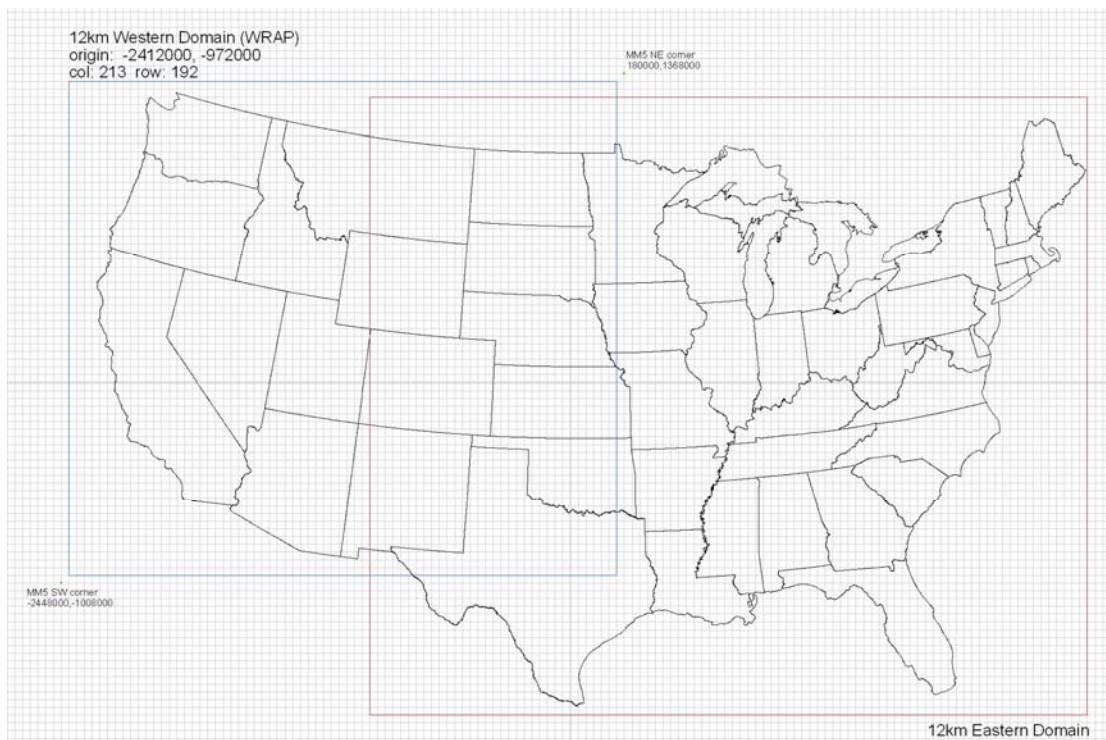 12km Western Domain (WRAP)
origin: -2412000, -972000
col: 213 row: 192
MM5 NE corner
180000,1368000
MM5 SW corner
-2448000,-1008000
12km Eastern Domain